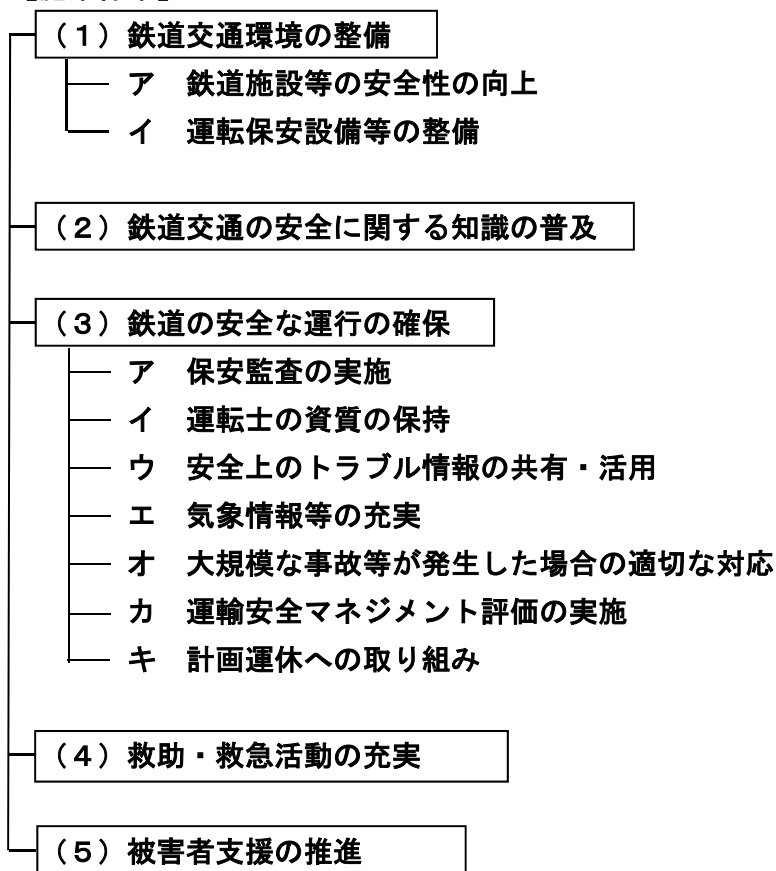 （１）鉄道交通環境の整備
ア　鉄道施設等の安全性の向上
イ　運転保安設備等の整備
（２）鉄道交通の安全に関する知識の普及
（３）鉄道の安全な運行の確保
ア　保安監査の実施
イ　運転士の資質の保持
ウ　安全上のトラブル情報の共有・活用
エ　気象情報等の充実
オ　大規模な事故等が発生した場合の適切な対応
カ　運輸安全マネジメント評価の実施
キ　計画運休への取り組み
（４）救助・救急活動の充実
（５）被害者支援の推進